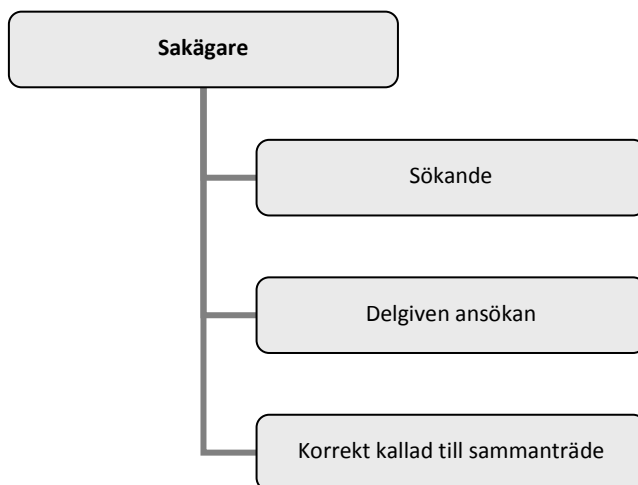 Sakägare
Sökande
Delgiven ansökan
Korrekt kallad till sammanträde